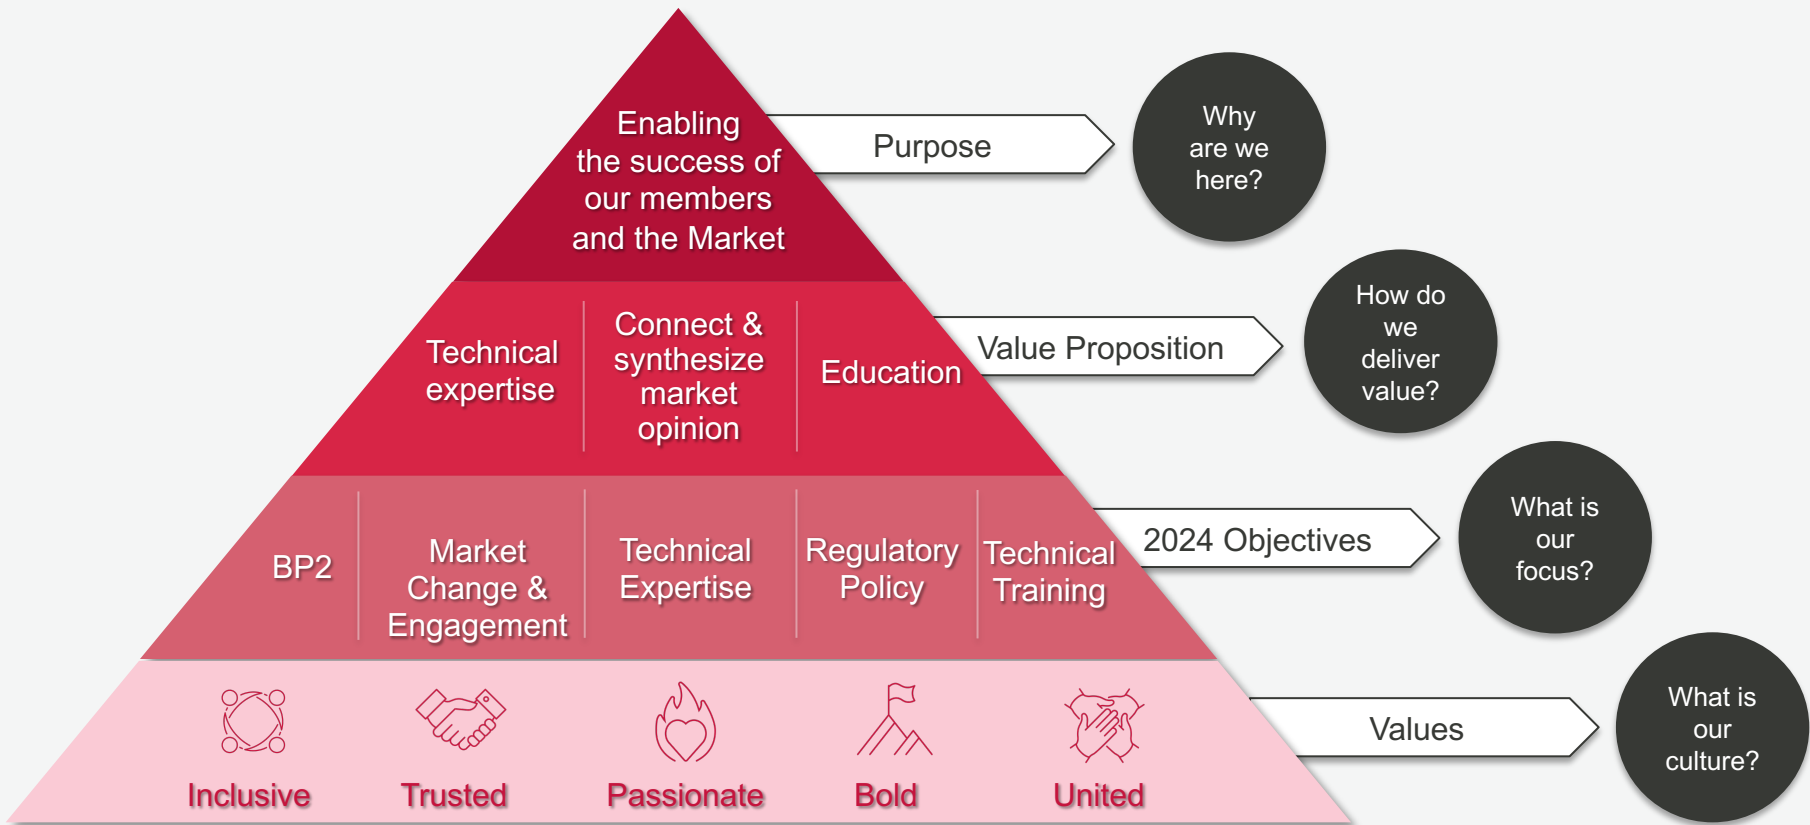 Enabling
the success of
our members
and the Market
Purpose
Why
are we
here?
Technical
expertise
Connect &
synthesize
market
opinion
Education
Value Proposition
How do
we
deliver
value?
BP2
Market
Change &
Engagement
Technical
Expertise
Regulatory
Policy
Technical
Training
2024 Objectives
What is
our
focus?
Inclusive
Trusted
Passionate
Bold
United
Values
What is
our
culture?